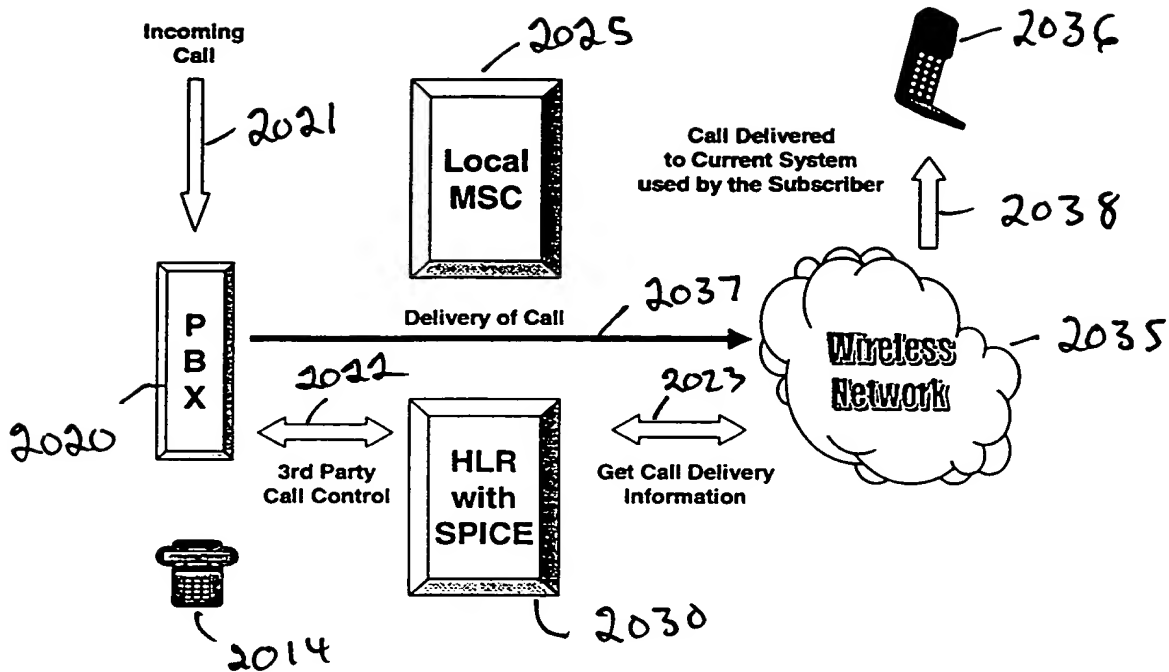 Incoming
Call
2021
2025
Local
MSC
2036
Call Delivered
to Current System
used by the Subscriber
2038
P
B
X
2020
Delivery of Call
2037
Wireless
Network
2035
2022
3rd Party
Call Control
HLR
with
SPICE
2023
Get Call Delivery
Information
2014
2030